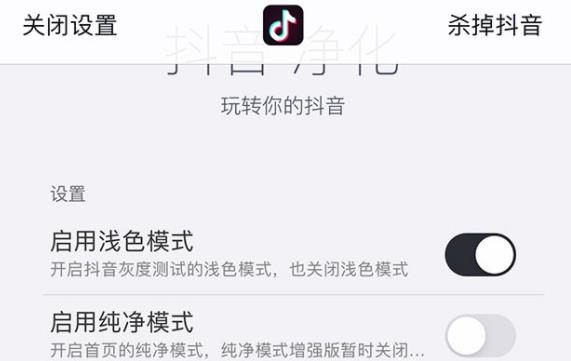 关闭设置
杀掉抖音
抖音 净化
玩转你的抖音
设置
启用浅色模式
开启抖音灰度测试的浅色模式，也关闭浅色模式
启用纯净模式
开启首页的纯净模式，纯净模式增强版暂时关闭...